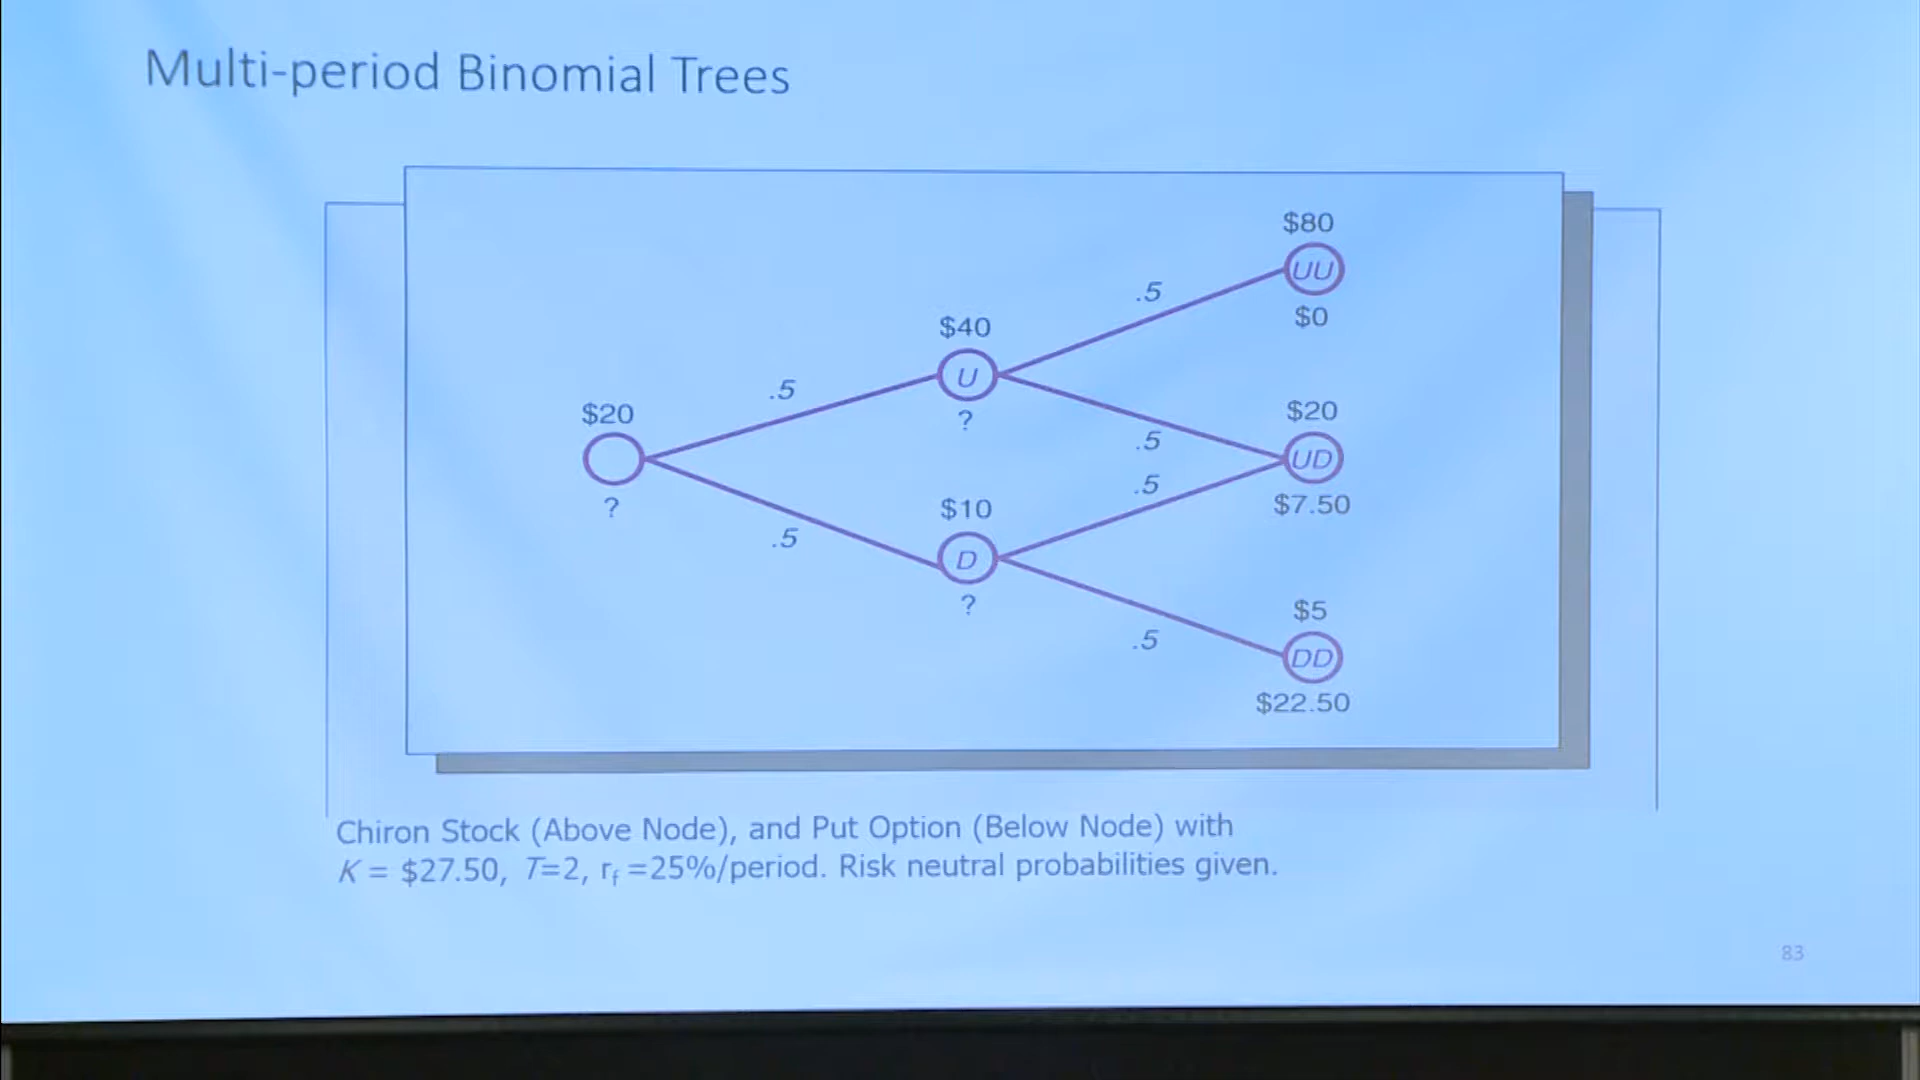 Multi-period Binomial Trees
$80
UU
$0
.5
$40
U
?
.5
$20
?
.5
$20
UD
$7.50
.5
.5
$10
D
?
.5
$5
DD
$22.50
Chiron Stock (Above Node), and Put Option (Below Node) with
K = $27.50, T=2, rf =25%/period. Risk neutral probabilities given.
83